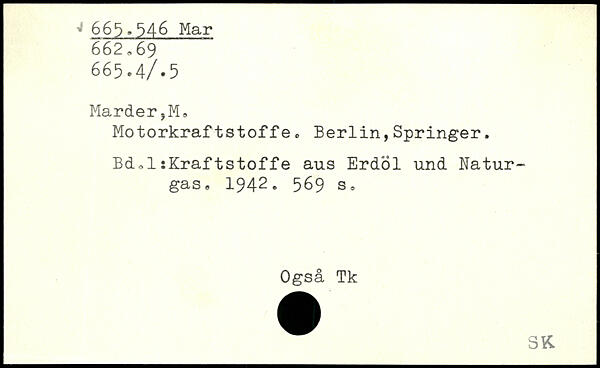 665.546 Mar
662.69
665.4/.5
Marder,M.
Motorkraftstoffe. Berlin,Springer.
Bd.1:Kraftstoffe aus Erdöl und Natur-
gas. 1942. 569 s.
Også Tk
SK